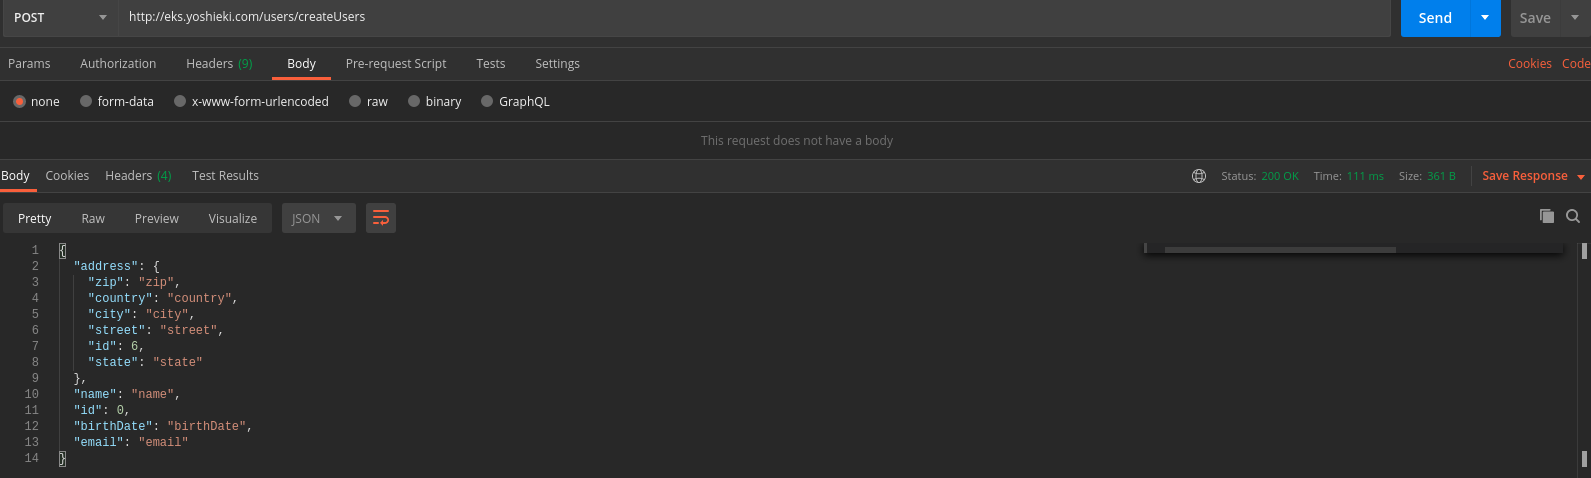 POST http://eks.yoshieki.com/users/createUsers Send Save
Params Authorization Headers (9) Body Pre-request Script Tests Settings Cookies Code
none form-data x-www-form-urlencoded raw binary GraphQL
This request does not have a body
Body Cookies Headers (4) Test Results Status: 200 OK Time: 111 ms Size: 361 B Save Response
Pretty Raw Preview Visualize JSON
1 {
2 "address": {
3 "zip": "zip",
4 "country": "country",
5 "city": "city",
6 "street": "street",
7 "id": 6,
8 "state": "state"
9 },
10 "name": "name",
11 "id": 0,
12 "birthDate": "birthDate",
13 "email": "email"
14 }